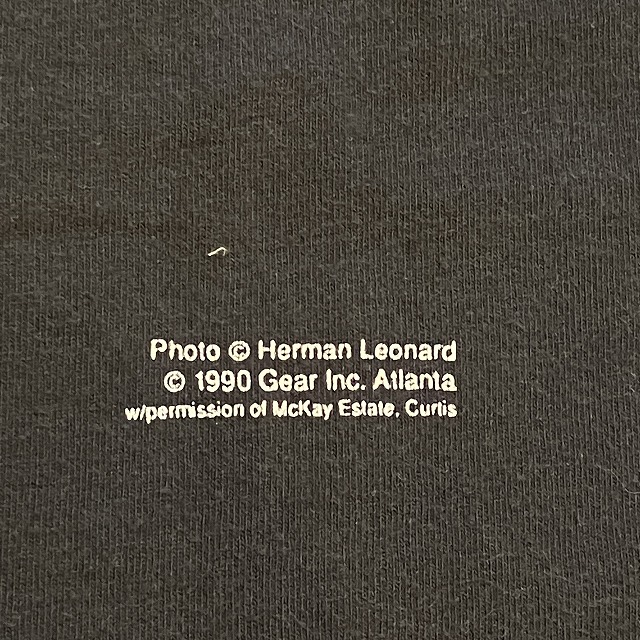 Photo © Herman Leonard
© 1990 Gear Inc. Atlanta
w/permission of McKay Estate, Curtis